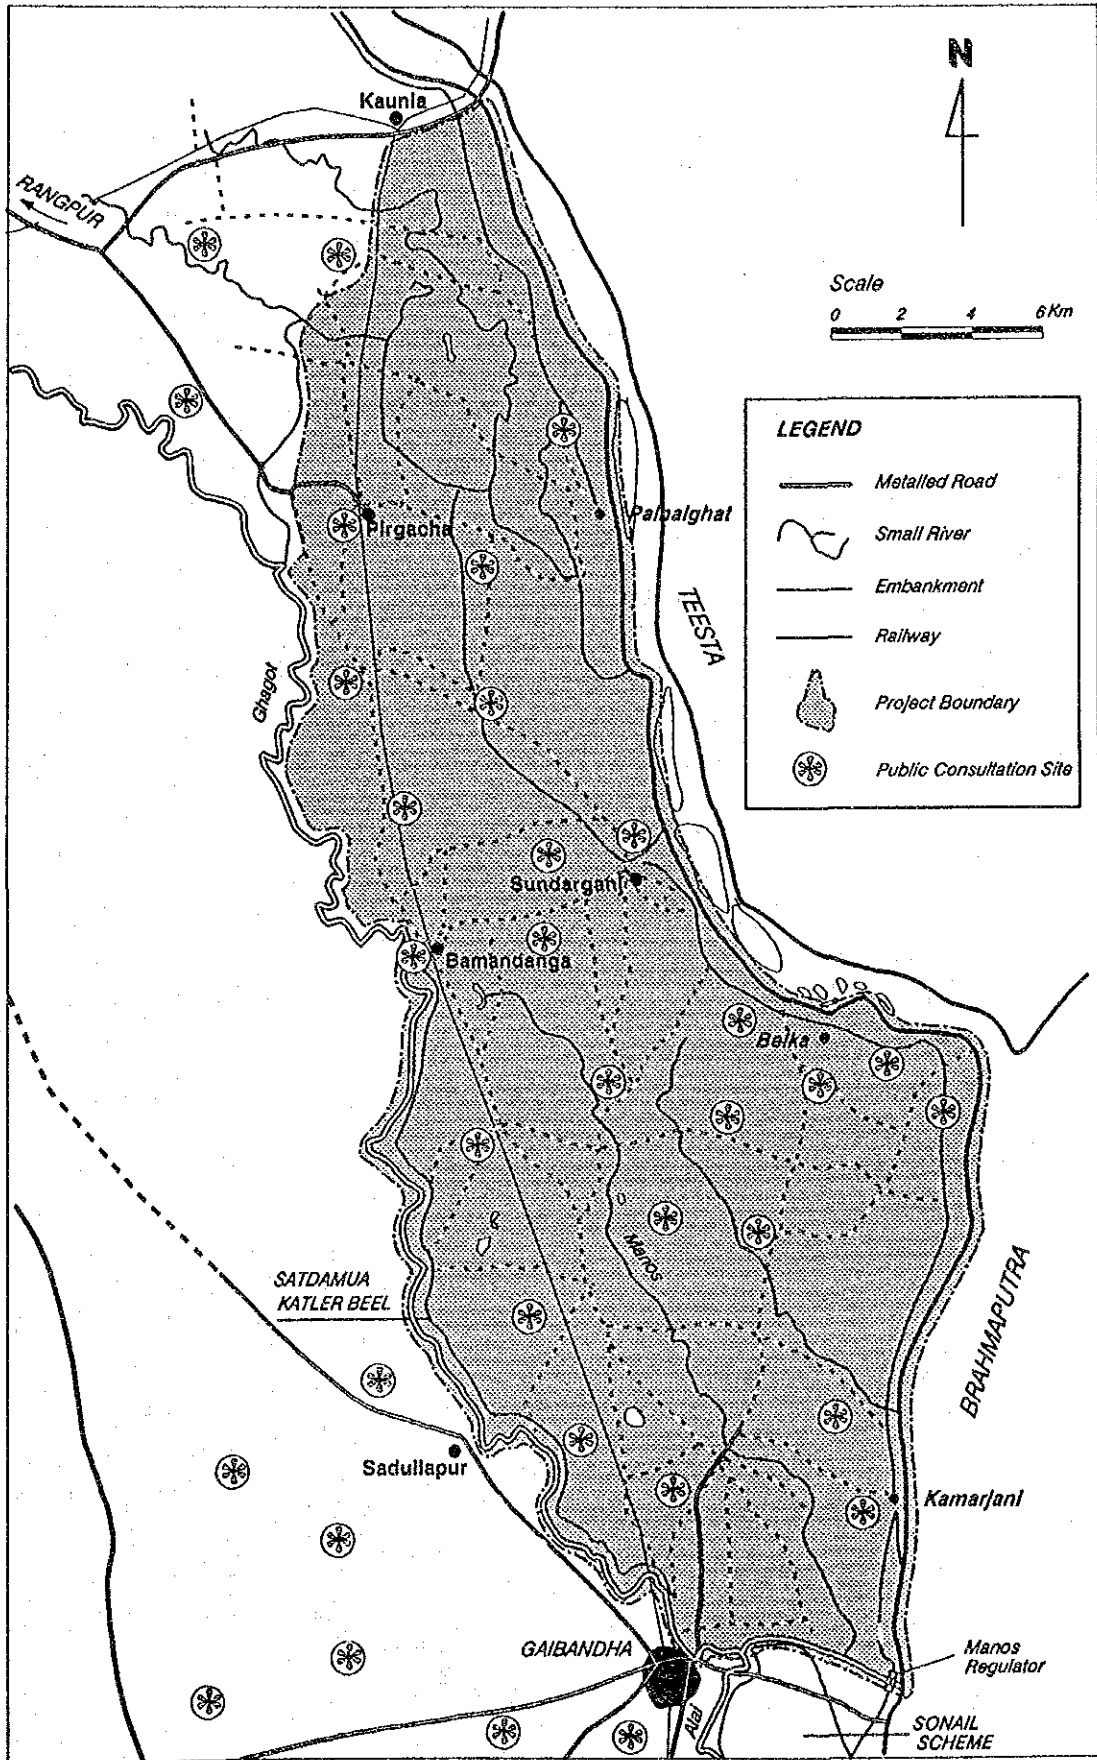 N
Kaunia
RANGPUR
Scale
0 2 4 6 Km
LEGEND
Metalled Road
Small River
Embankment
Railway
Project Boundary
Public Consultation Site
Pirgacha
Palpalghat
TEESTA
Ghagot
Sundarganj
Bamandanga
Belka
Manos
SATDAMUA
KATLER BEEL
BRAHMAPUTRA
Sadullapur
Kamarjani
GAIBANDHA
Manos
Regulator
Alai
SONAIL
SCHEME